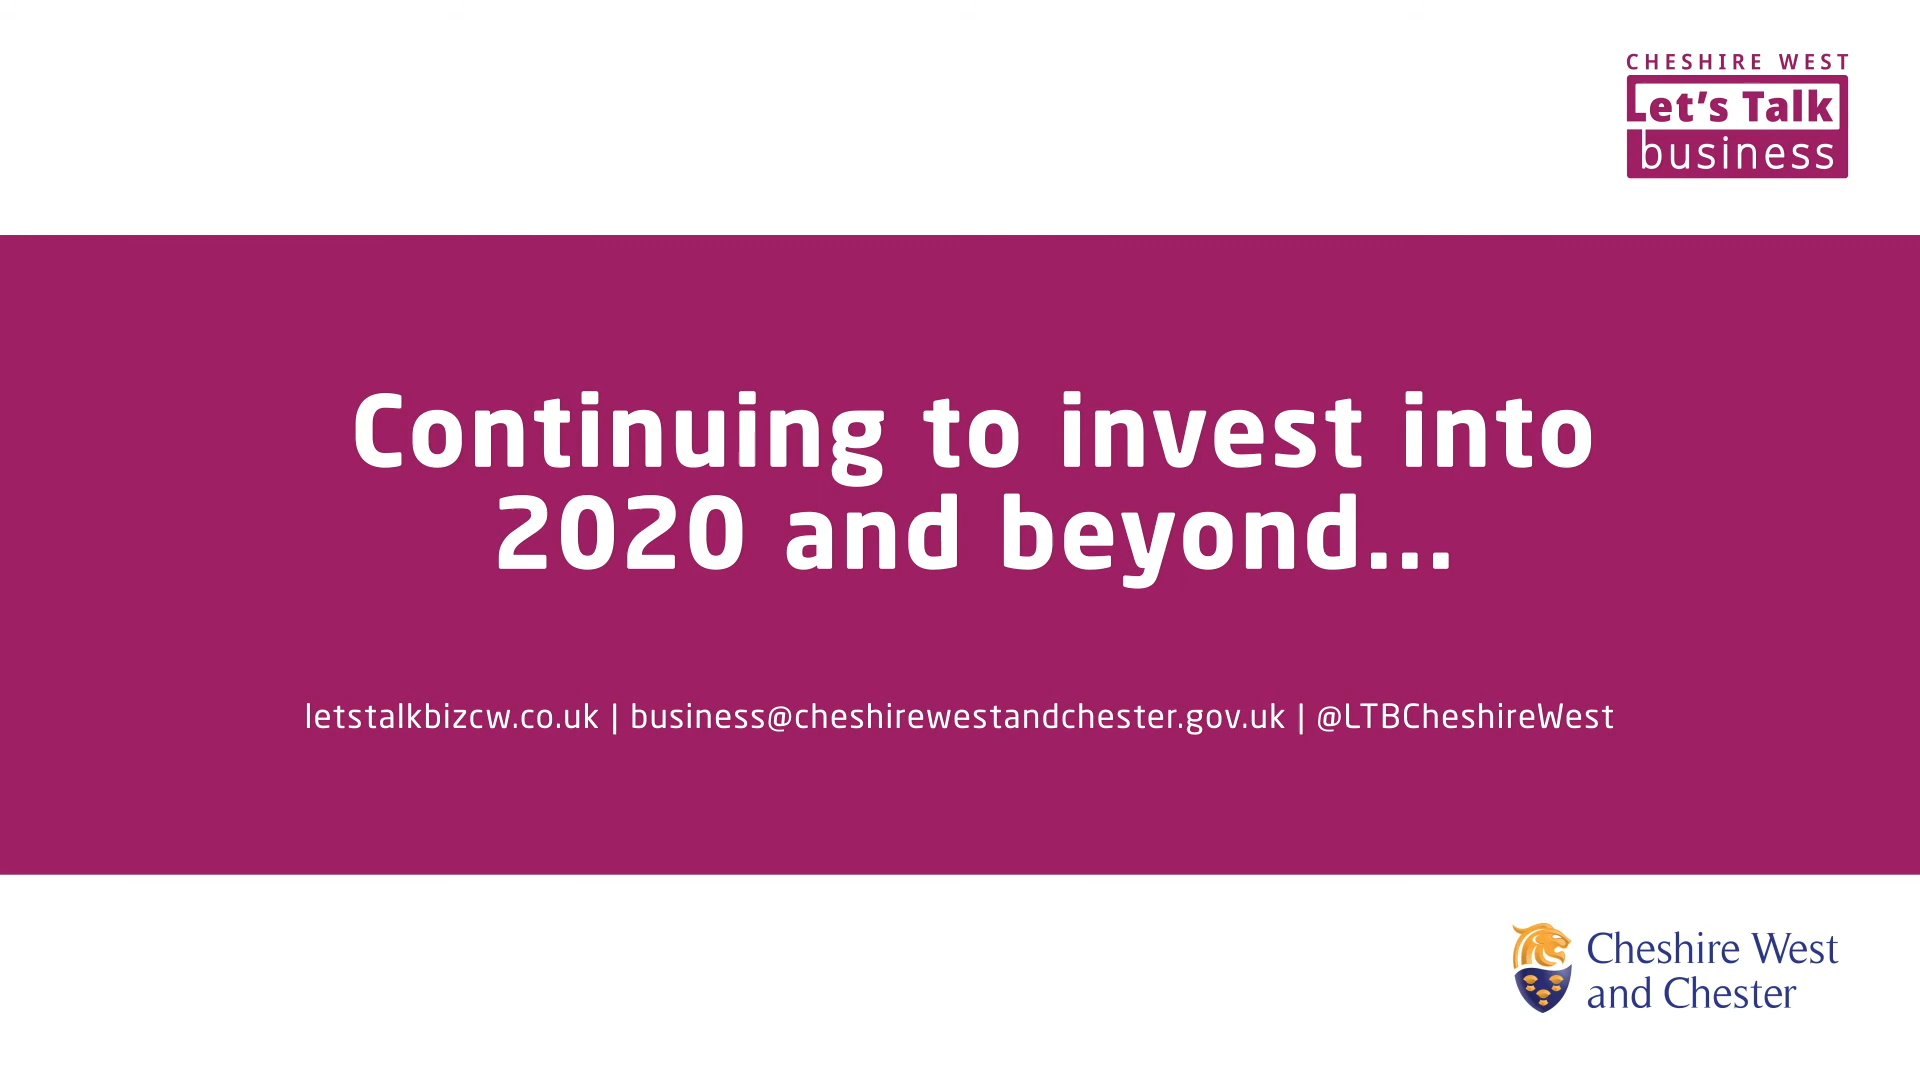 CHESHIRE WEST
Let's Talk
business
Continuing to invest into
2020 and beyond...
letstalkbizcw.co.uk | business@cheshirewestandchester.gov.uk | @LTBCheshireWest
Cheshire West
and Chester